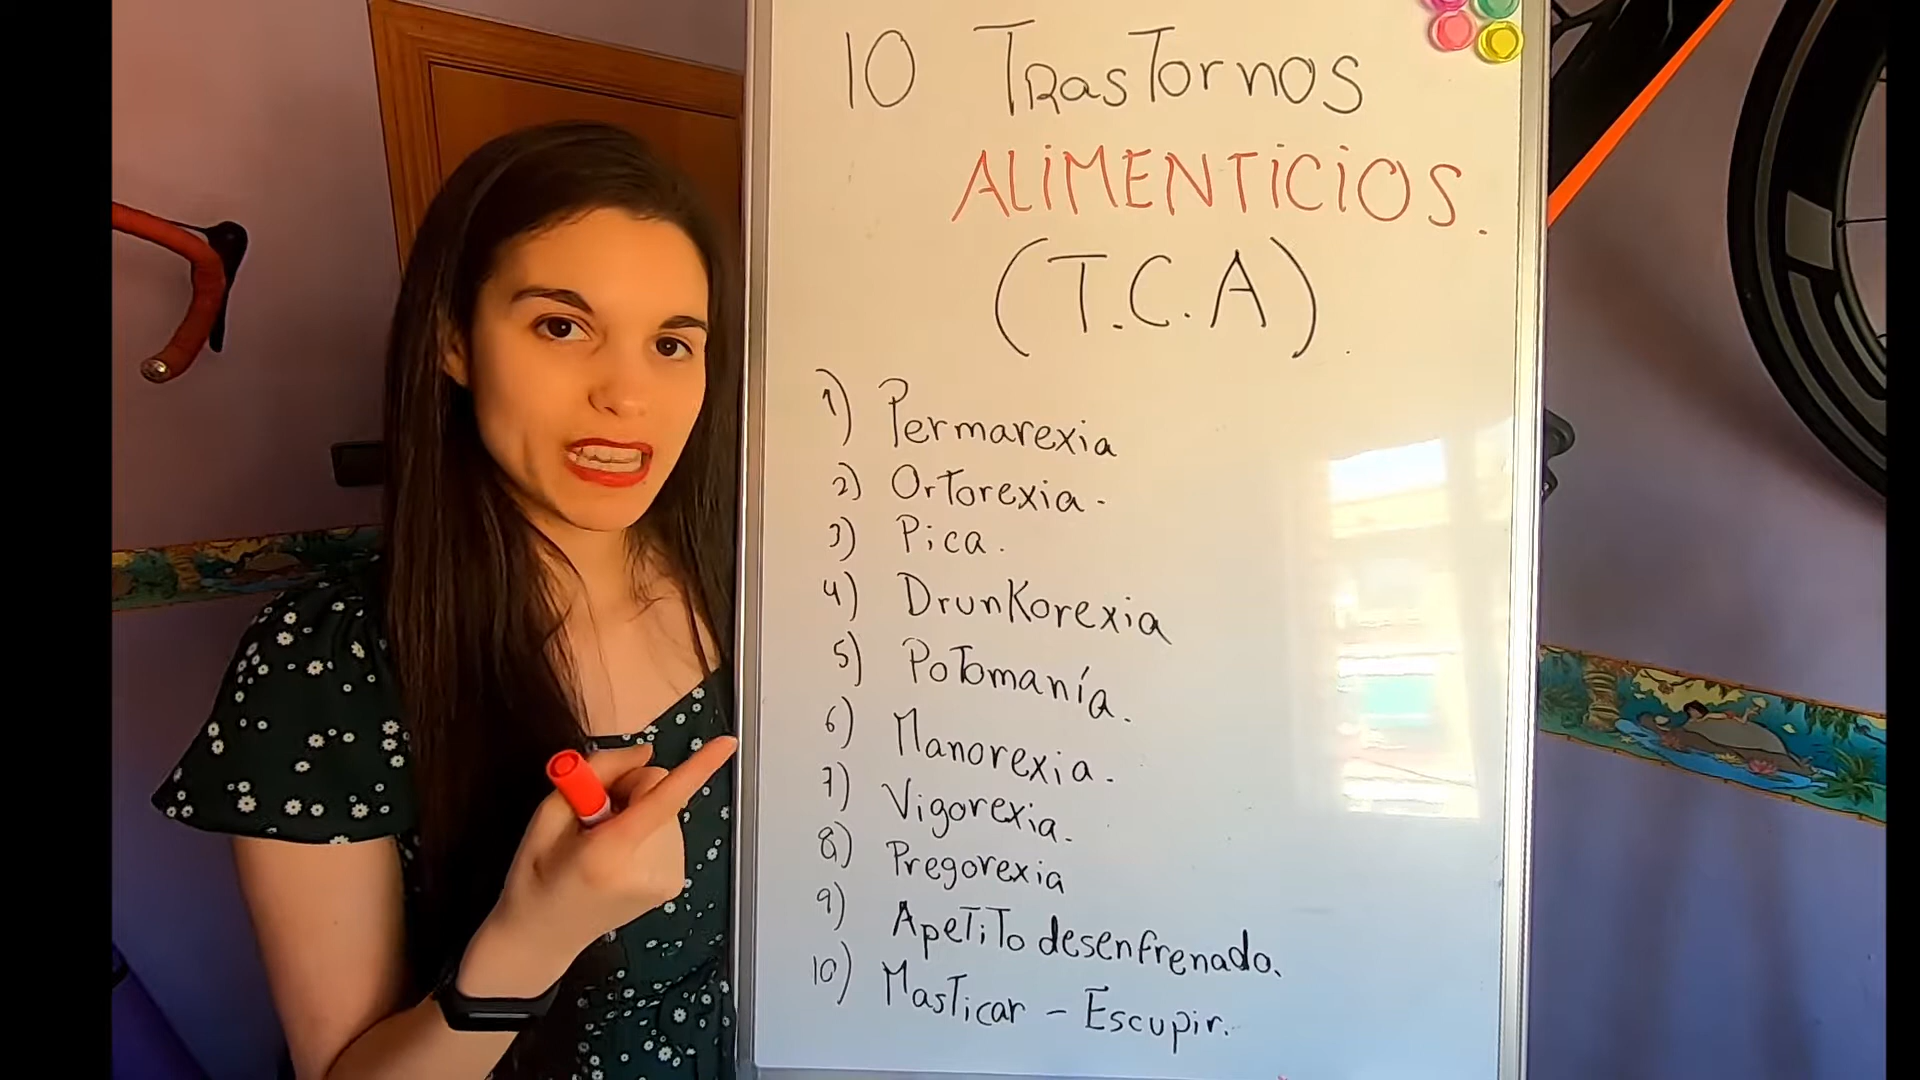 10 Trastornos
ALIMENTICIOS.
(T.C.A).
1) Permarexia
2) Ortorexia.
3) Pica.
4) Drunkorexia
5) Potomanía.
6) Manorexia.
7) Vigorexia.
8) Pregorexia
9) Apetito desenfrenado.
10) Masticar - Escupir.